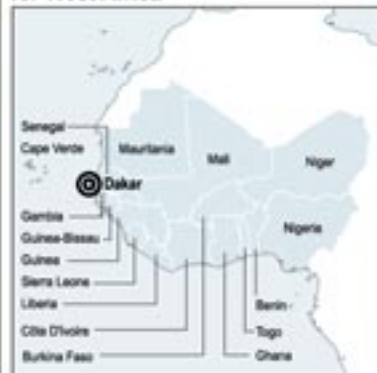 Senegal
Cape Verde
Mauritania
Mali
Niger
Dakar
Gambia
Nigeria
Guinea-Bissau
Guinea
Sierra Leone
Liberia
Benin
Côte D'Ivoire
Togo
Burkina Faso
Ghana